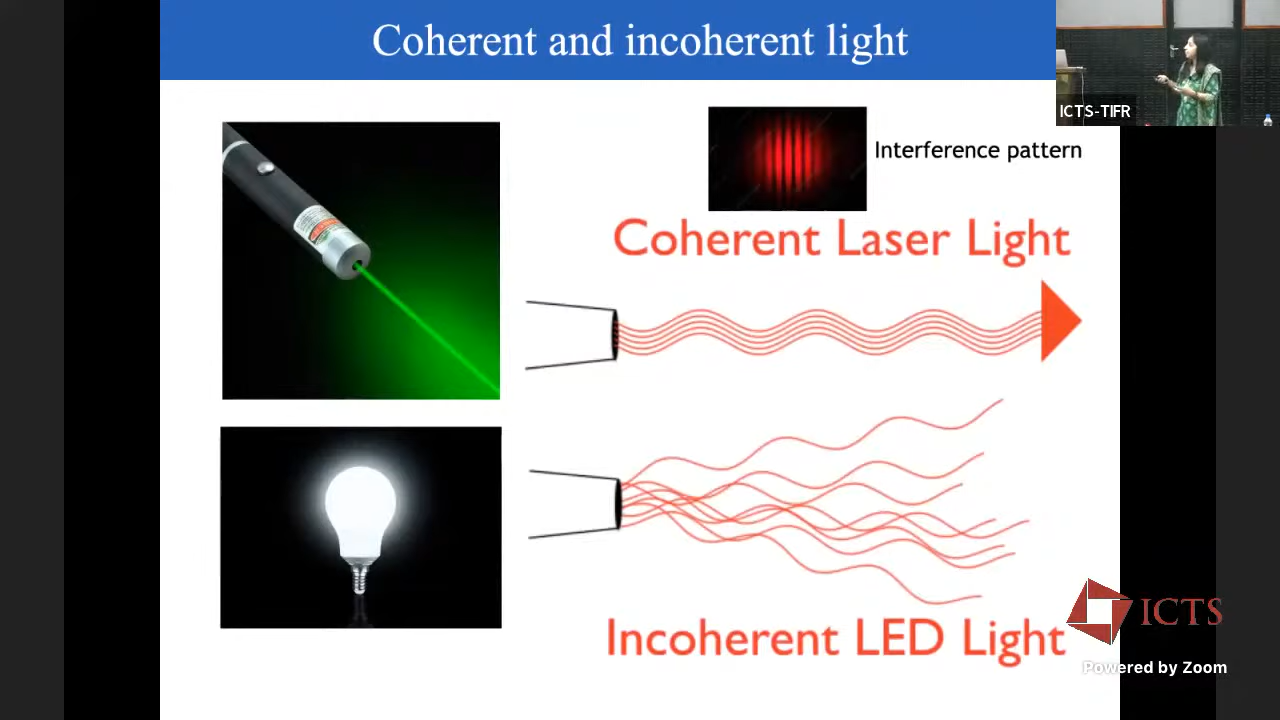 Coherent and incoherent light
ICTS-TIFR
Interference pattern
Coherent Laser Light
Incoherent LED Light
ICTS
Powered by Zoom